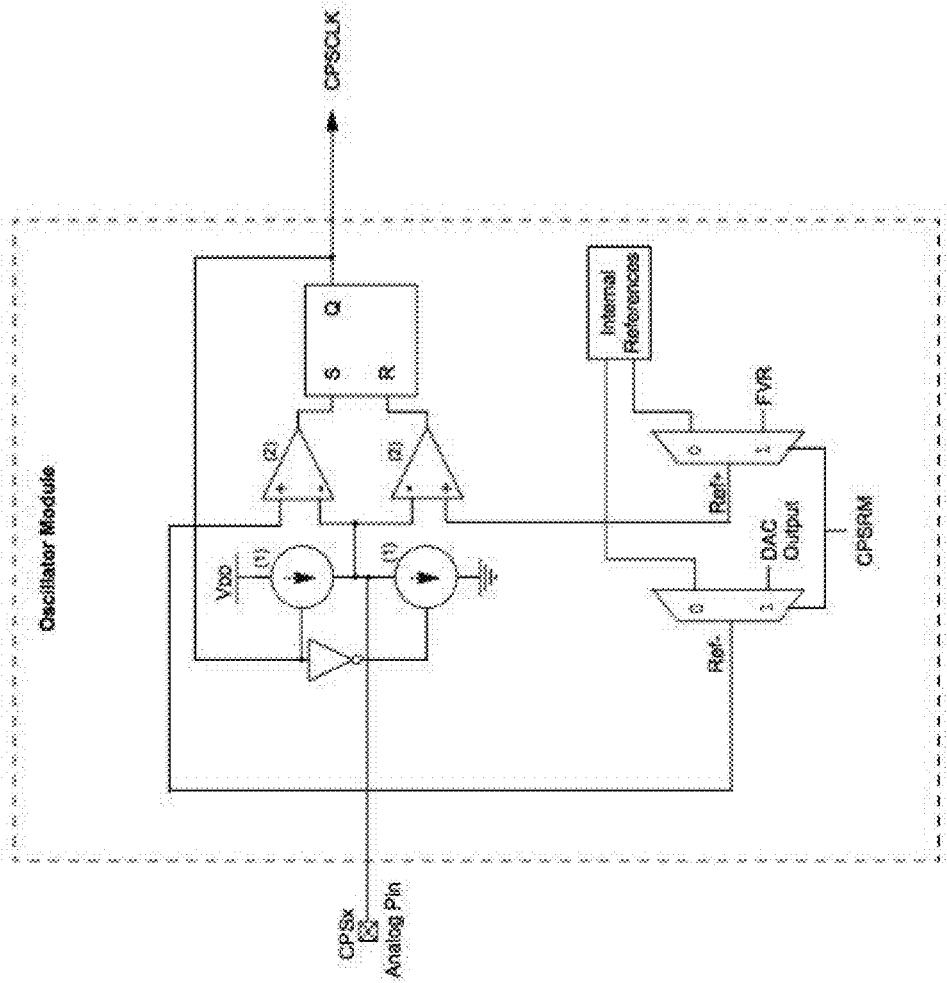 Oscillator Module
VDD
(1)
(2)
S
Q
CPSCLK
CPSx
Analog Pin
(1)
(2)
R
Internal
References
Ref-
0
1
DAC
Output
Ref+
0
1
FVR
CPSRM